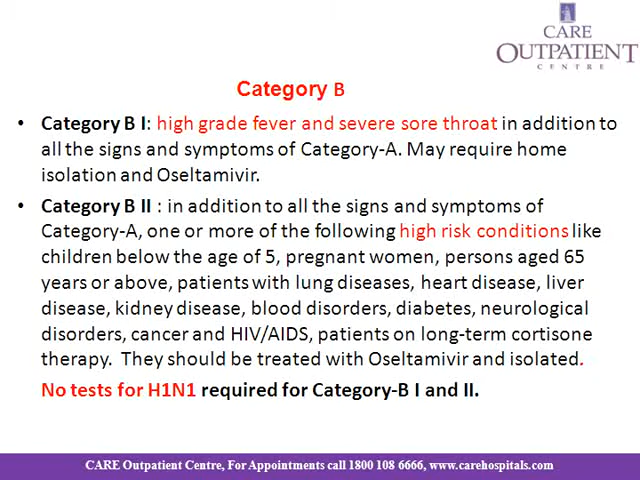 CARE
OUTPATIENT
CENTRE
Category B
• Category B I: high grade fever and severe sore throat in addition to
all the signs and symptoms of Category-A. May require home
isolation and Oseltamivir.
• Category B II : in addition to all the signs and symptoms of
Category-A, one or more of the following high risk conditions like
children below the age of 5, pregnant women, persons aged 65
years or above, patients with lung diseases, heart disease, liver
disease, kidney disease, blood disorders, diabetes, neurological
disorders, cancer and HIV/AIDS, patients on long-term cortisone
therapy. They should be treated with Oseltamivir and isolated.
No tests for H1N1 required for Category-B I and II.
CARE Outpatient Centre, For Appointments call 1800 108 6666, www.carehospitals.com